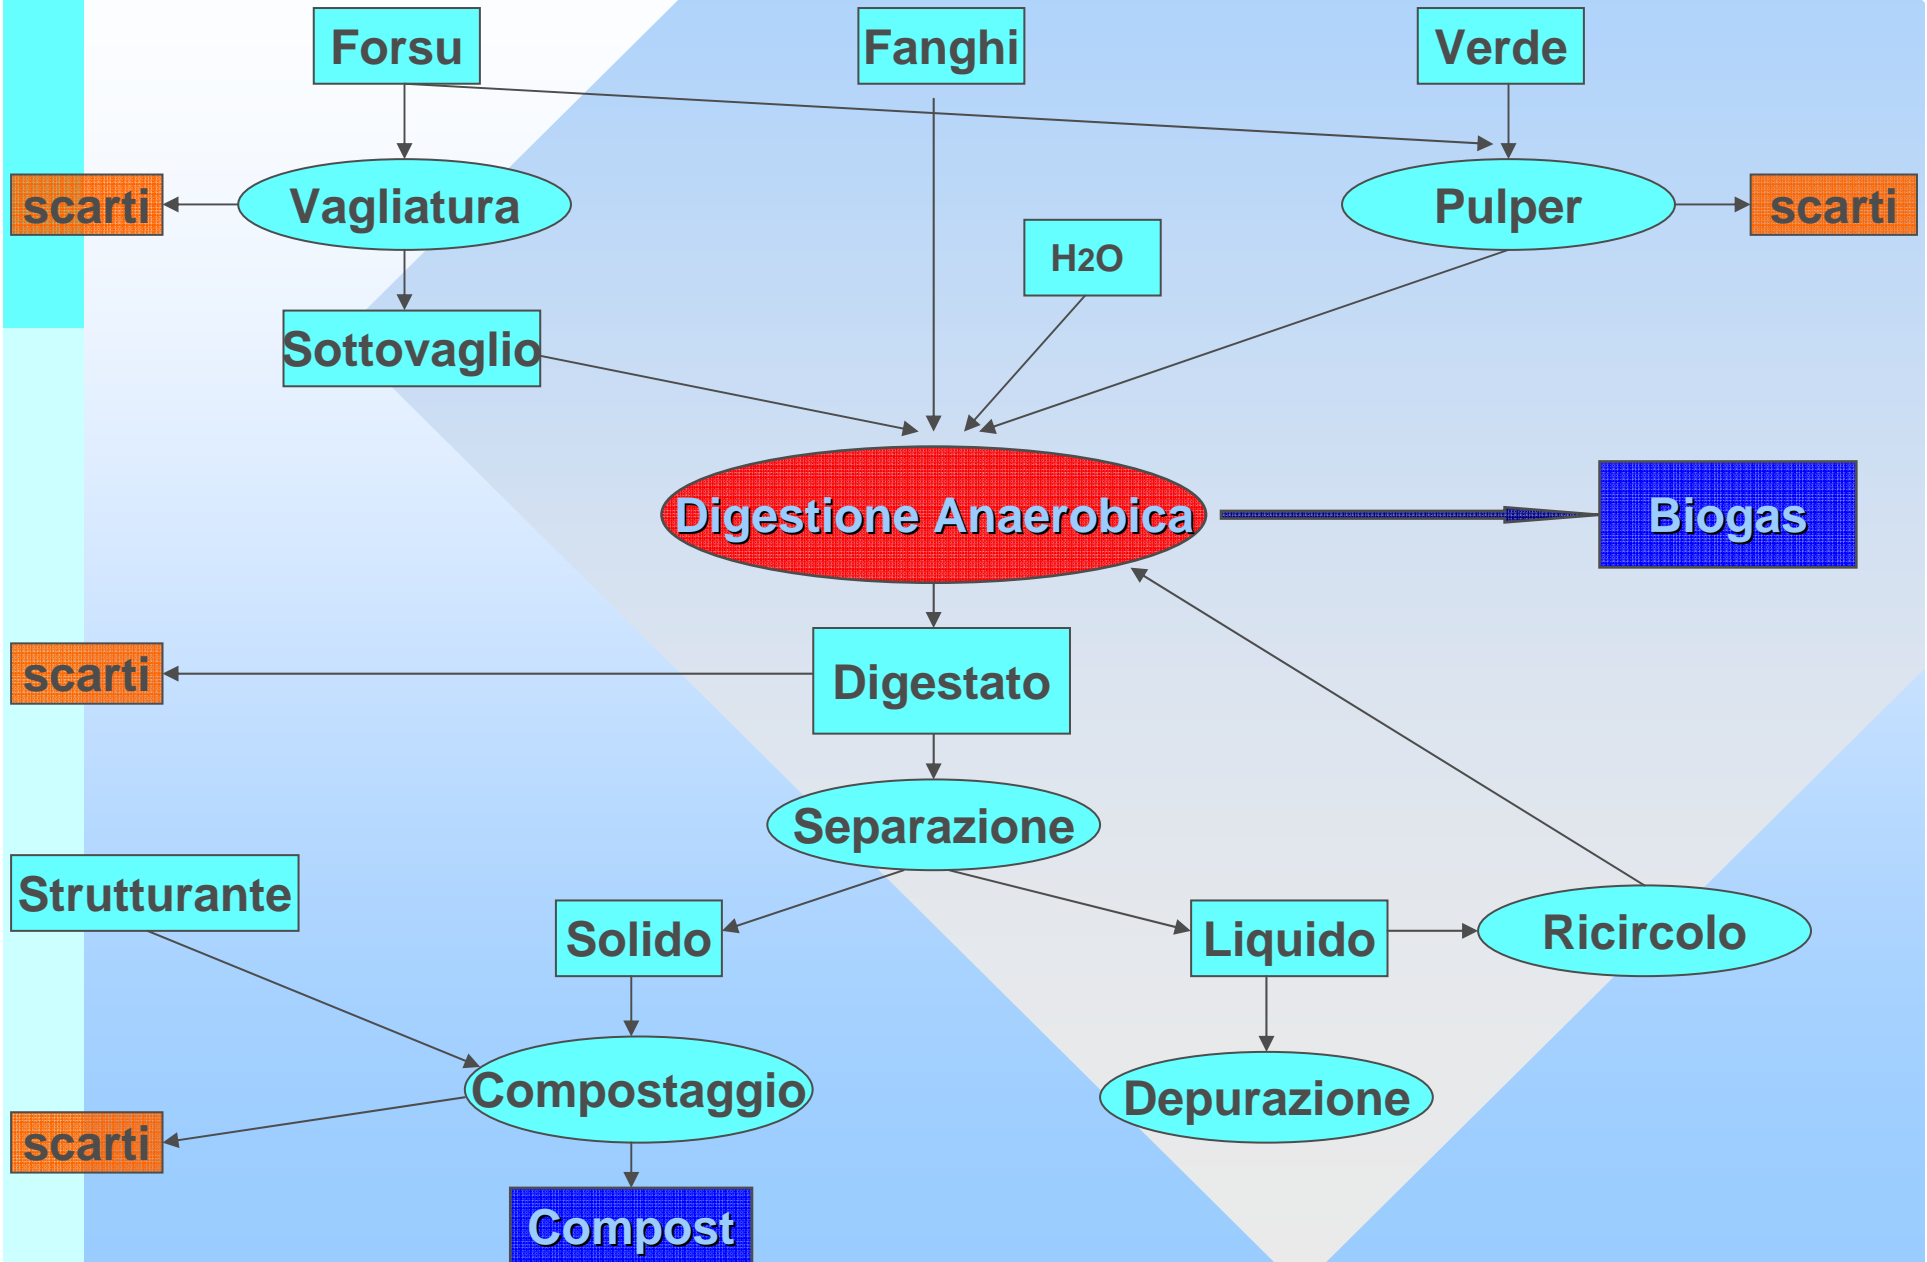 Forsu
Fanghi
Verde
scarti
Vagliatura
Pulper
scarti
H2O
Sottovaglio
Digestione Anaerobica
Biogas
scarti
Digestato
Separazione
Strutturante
Solido
Liquido
Ricircolo
Compostaggio
Depurazione
scarti
Compost